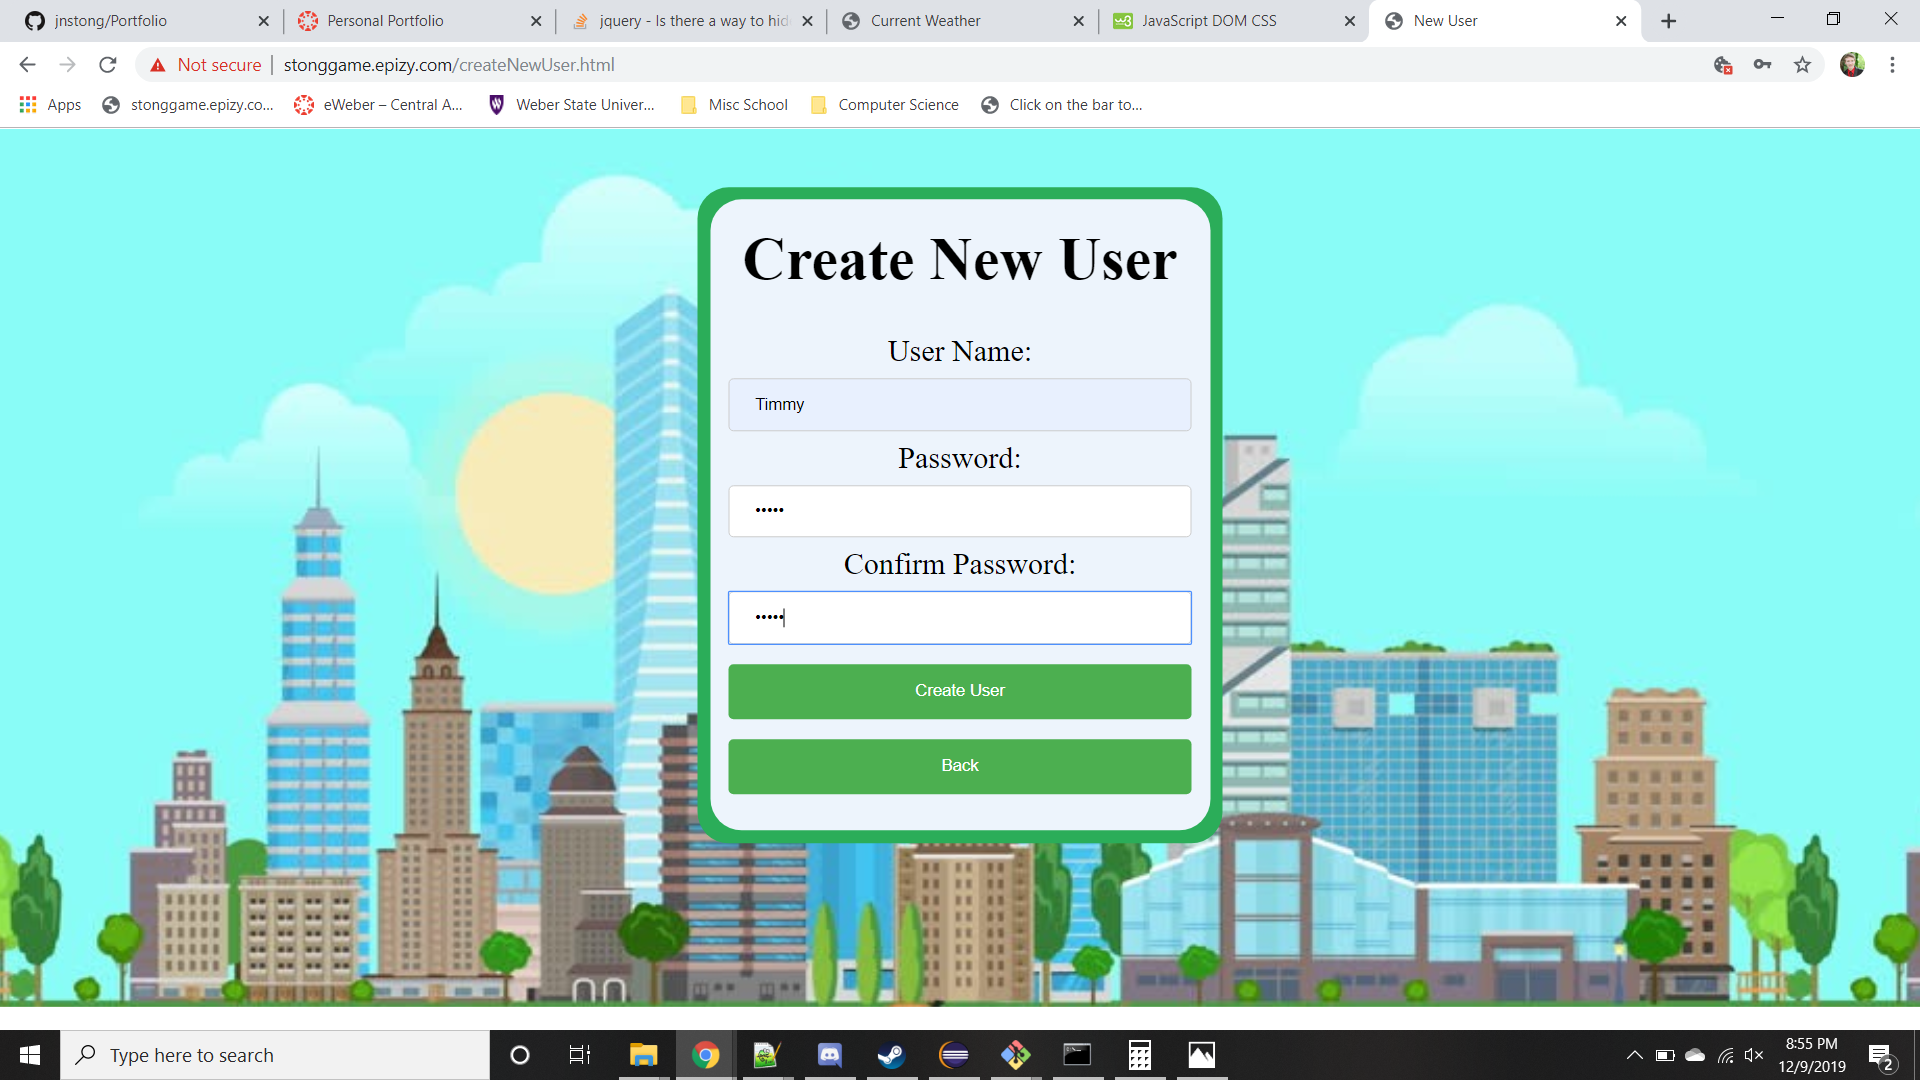 jnstong/Portfolio
Personal Portfolio
jquery - Is there a way to hid
Current Weather
JavaScript DOM CSS
New User
Not secure
stonggame.epizy.com/createNewUser.html
Apps
stonggame.epizy.co...
eWeber – Central A...
Weber State Univer...
Misc School
Computer Science
Click on the bar to...
Create New User
User Name:
Timmy
Password:
•••••
Confirm Password:
•••••
Create User
Back
Type here to search
8:55 PM
12/9/2019
2